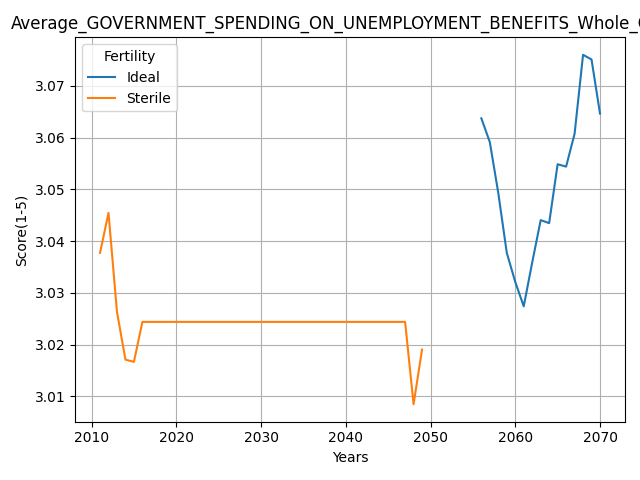 Average_GOVERNMENT_SPENDING_ON_UNEMPLOYMENT_BENEFITS_Whole_
Fertility
Ideal
Sterile
Score(1-5)
3.07
3.06
3.05
3.04
3.03
3.02
3.01
2010 2020 2030 2040 2050 2060 2070
Years